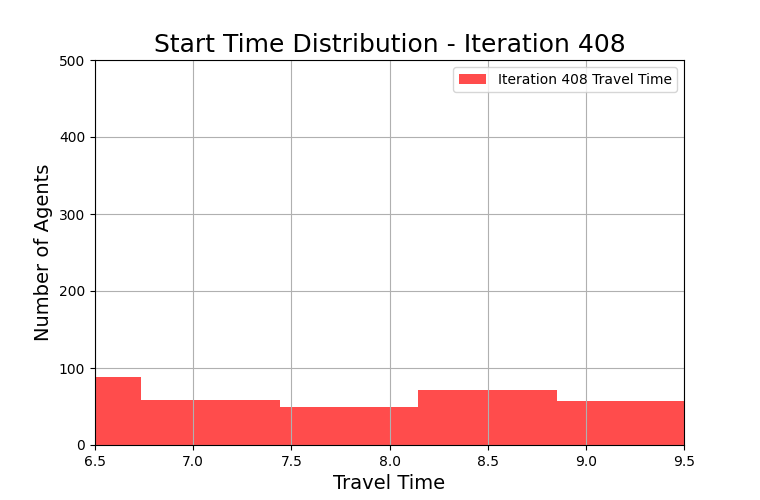 Start Time Distribution - Iteration 408
500
Iteration 408 Travel Time
400
300
200
100
0
Number of Agents
6.5 7.0 7.5 8.0 8.5 9.0 9.5
Travel Time